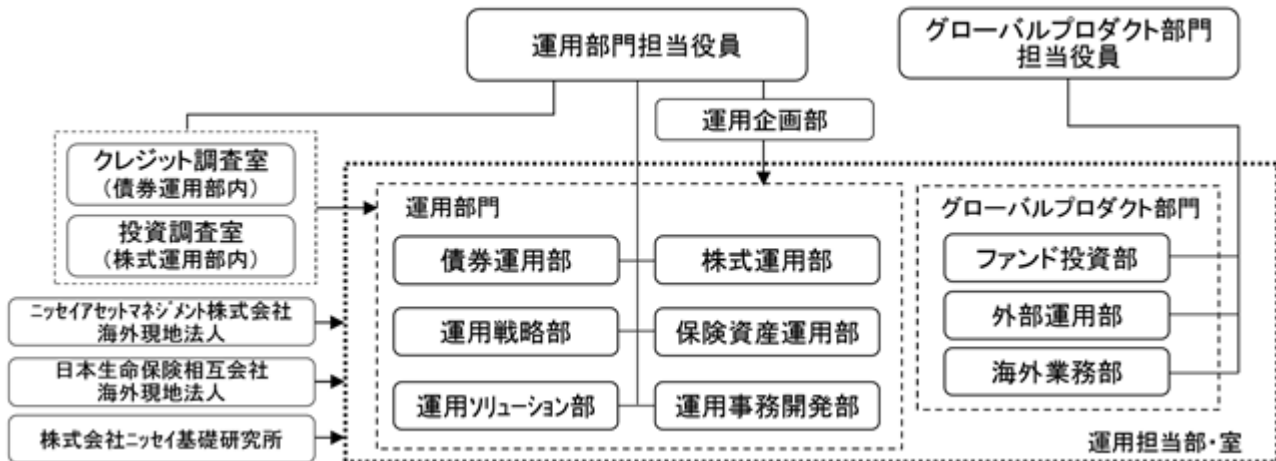 運用部門担当役員
グローバルプロダクト部門
担当役員
運用企画部
クレジット調査室
(債券運用部内)
投資調査室
(株式運用部内)
ニッセイアセットマネジメント株式会社
海外現地法人
日本生命保険相互会社
海外現地法人
株式会社ニッセイ基礎研究所
運用部門
債券運用部
株式運用部
運用戦略部
保険資産運用部
運用ソリューション部
運用事務開発部
グローバルプロダクト部門
ファンド投資部
外部運用部
海外業務部
運用担当部・室